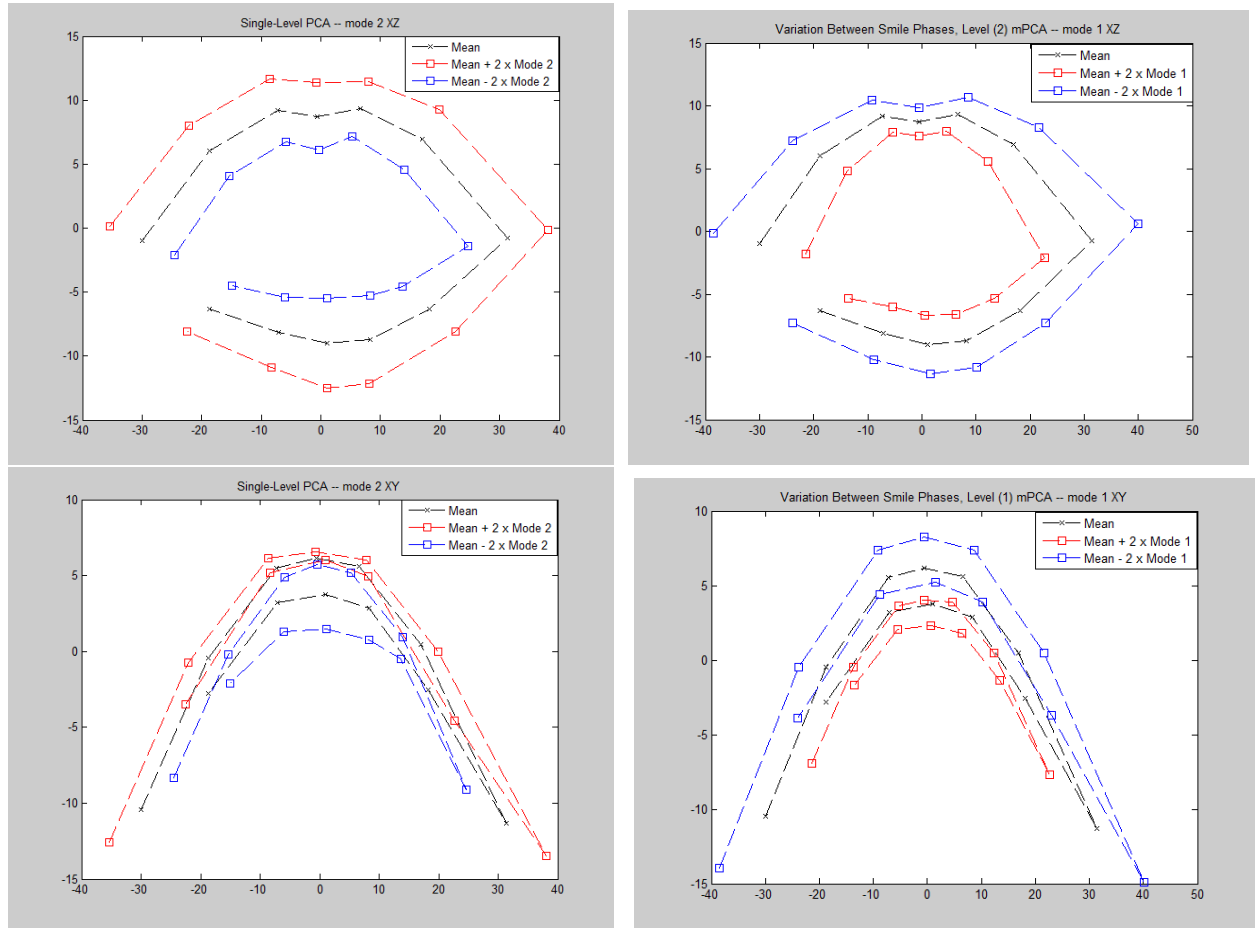 Single-Level PCA -- mode 2 XZ
Mean
Mean + 2 x Mode 2
Mean - 2 x Mode 2
15
10
5
0
-5
-10
-15
-40 -30 -20 -10 0 10 20 30 40
Variation Between Smile Phases, Level (2) mPCA -- mode 1 XZ
Mean
Mean + 2 x Mode 1
Mean - 2 x Mode 1
15
10
5
0
-5
-10
-15
-40 -30 -20 -10 0 10 20 30 40 50
Single-Level PCA -- mode 2 XY
Mean
Mean + 2 x Mode 2
Mean - 2 x Mode 2
10
5
0
-5
-10
-15
-40 -30 -20 -10 0 10 20 30 40
Variation Between Smile Phases, Level (1) mPCA -- mode 1 XY
Mean
Mean + 2 x Mode 1
Mean - 2 x Mode 1
10
5
0
-5
-10
-15
-40 -30 -20 -10 0 10 20 30 40 50